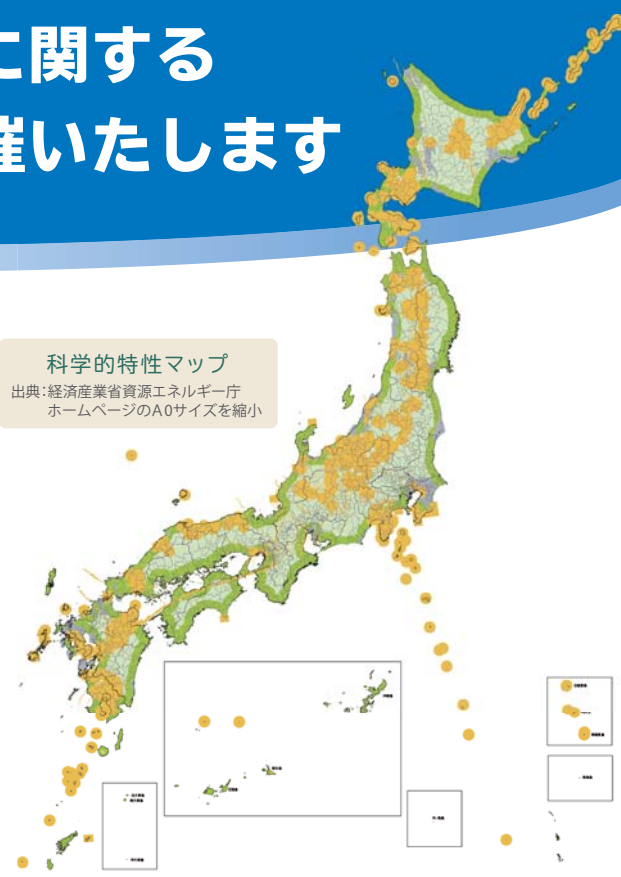 に関する
催いたします
科学的特性マップ
出典：経済産業省資源エネルギー庁
ホームページのA0サイズを縮小